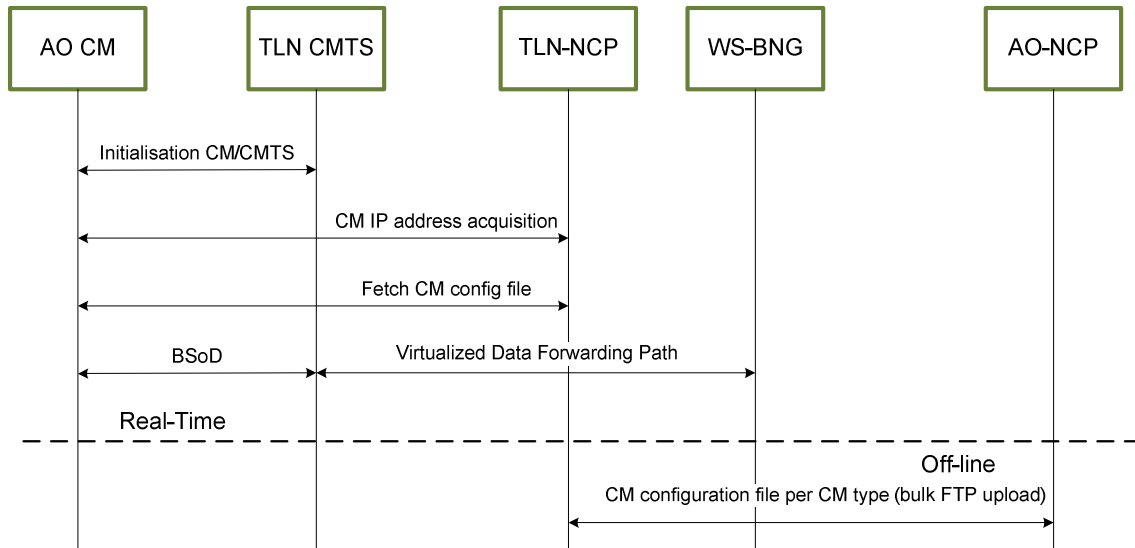 AO CM
TLN CMTS
TLN-NCP
WS-BNG
AO-NCP
Initialisation CM/CMTS
CM IP address acquisition
Fetch CM config file
BSoD
Virtualized Data Forwarding Path
Real-Time
Off-line
CM configuration file per CM type (bulk FTP upload)